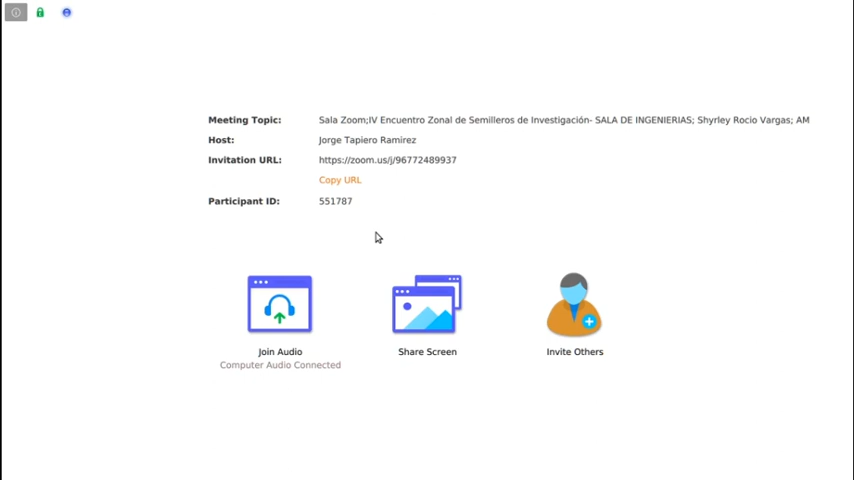 Meeting Topic: Sala Zoom;IV Encuentro Zonal de Semilleros de Investigación- SALA DE INGENIERIAS; Shyrley Rocio Vargas; AM
Host: Jorge Tapiero Ramirez
Invitation URL: https://zoom.us/j/96772489937
Copy URL
Participant ID: 551787
Join Audio Share Screen Invite Others
Computer Audio Connected